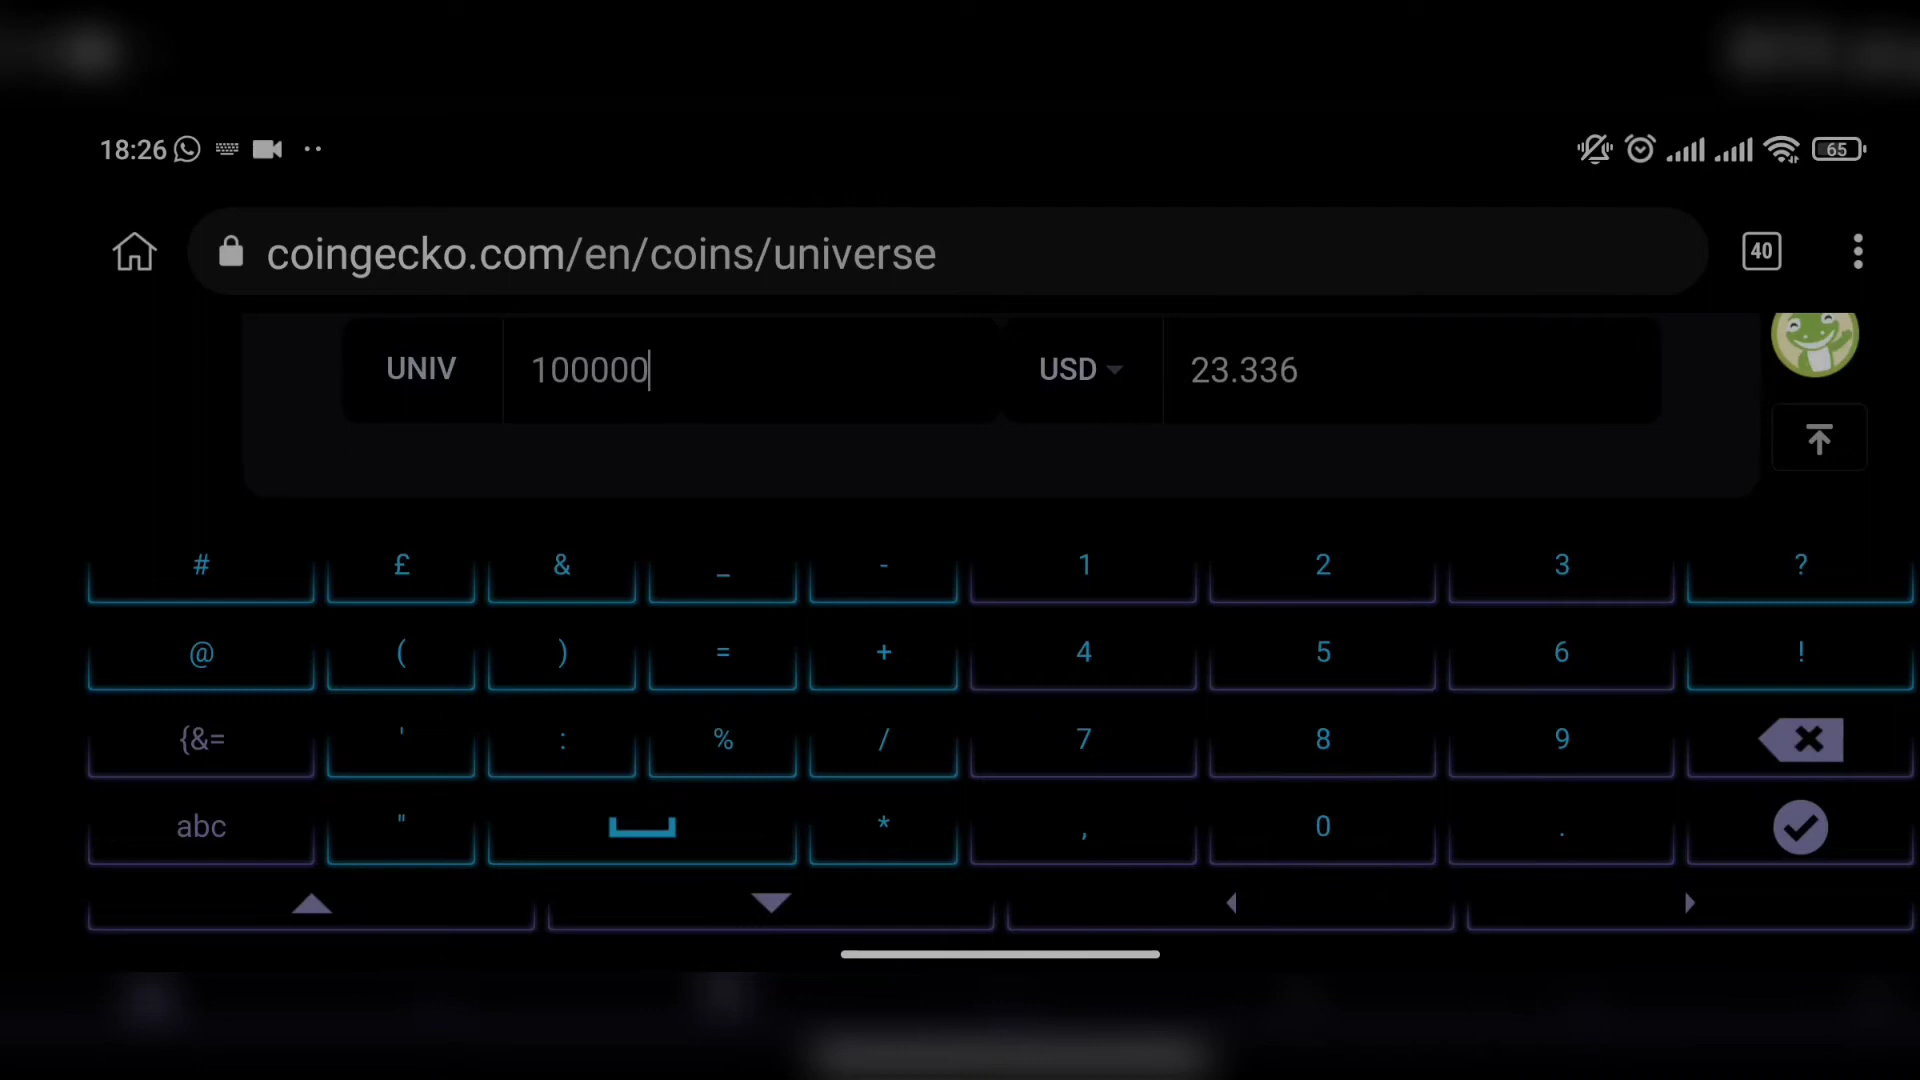 18:26
65
coingecko.com/en/coins/universe
40
UNIV 100000 USD 23.336
# £ & _ - 1 2 3 ?
@ ( ) = + 4 5 6 !
{&= ' : % / 7 8 9
abc " * , 0 .